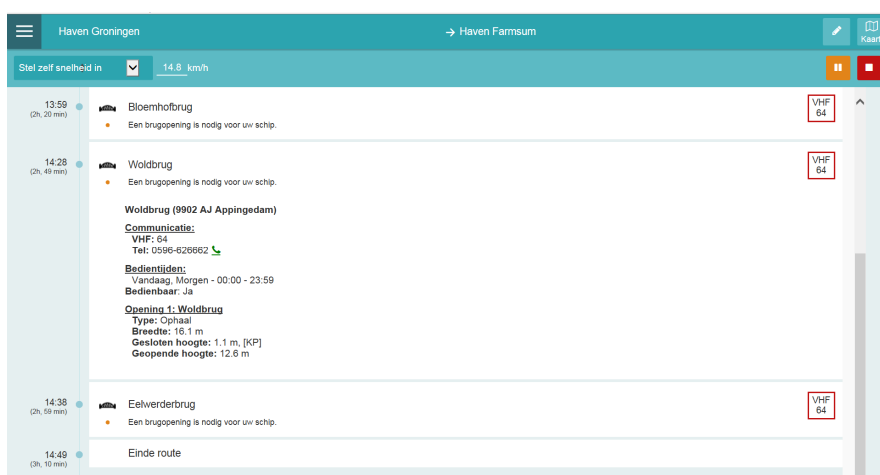 Haven Groningen
→ Haven Farmsum
Kaart
Stel zelf snelheid in
14.8 km/h
13:59
(2h, 20 min)
Bloemhofbrug
Een brugopening is nodig voor uw schip.
VHF
64
14:28
(2h, 49 min)
Woldbrug
Een brugopening is nodig voor uw schip.
VHF
64
Woldbrug (9902 AJ Appingedam)
Communicatie:
VHF: 64
Tel: 0596-626662
Bedientijden:
Vandaag, Morgen - 00:00 - 23:59
Bedienbaar: Ja
Opening 1: Woldbrug
Type: Ophaal
Breedte: 16.1 m
Gesloten hoogte: 1.1 m, [KP]
Geopende hoogte: 12.6 m
14:38
(2h, 59 min)
Eelwerderbrug
Een brugopening is nodig voor uw schip.
VHF
64
14:49
(3h, 10 min)
Einde route